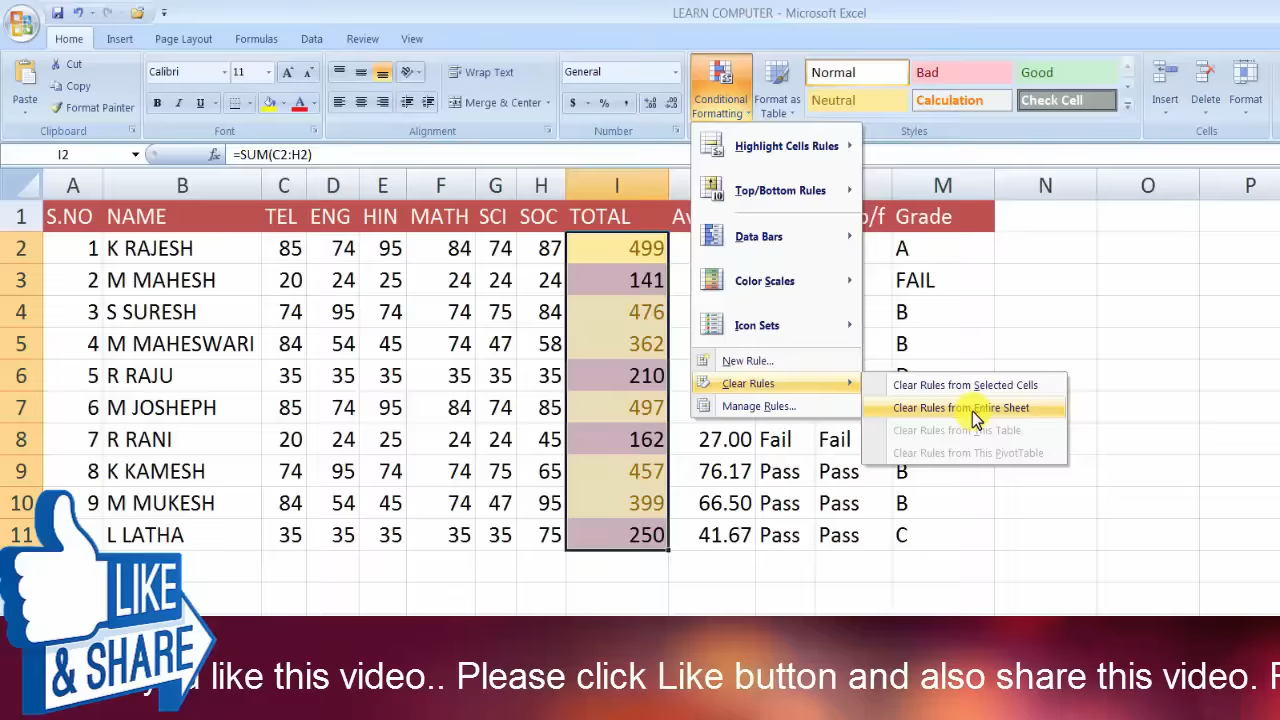 LEARN COMPUTER - Microsoft Excel
Home Insert Page Layout Formulas Data Review View
Paste
Cut
Copy
Format Painter
Clipboard
Calibri 11
B I U
Font
Wrap Text
Merge & Center
Alignment
General
$ % ,
Number
Conditional Formatting
Format as Table
Normal Bad Good
Neutral Calculation Check Cell
Styles
Insert Delete Format
Cells
I2 fx =SUM(C2:H2)
A B C D E F G H I M N O P
1 S.NO NAME TEL ENG HIN MATH SCI SOC TOTAL Av p/f Grade
2 1 K RAJESH 85 74 95 84 74 87 499 A
3 2 M MAHESH 20 24 25 24 24 24 141 FAIL
4 3 S SURESH 74 95 74 74 75 84 476 B
5 4 M MAHESWARI 84 54 45 74 47 58 362 B
6 5 R RAJU 35 35 35 35 35 35 210
7 6 M JOSHEPH 74 95 74 95 74 85 497
8 7 R RANI 20 24 25 24 24 45 162 27.00 Fail Fail
9 8 K KAMESH 74 95 74 74 75 65 457 76.17 Pass Pass B
10 9 M MUKESH 84 54 45 74 47 95 399 66.50 Pass Pass B
11 L LATHA 35 35 35 35 35 75 250 41.67 Pass Pass C
Highlight Cells Rules
Top/Bottom Rules
Data Bars
Color Scales
Icon Sets
New Rule...
Clear Rules
Manage Rules...
Clear Rules from Selected Cells
Clear Rules from Entire Sheet
Clear Rules from This Table
Clear Rules from This PivotTable
LIKE
& SHARE
like this video.. Please click Like button and also share this video.